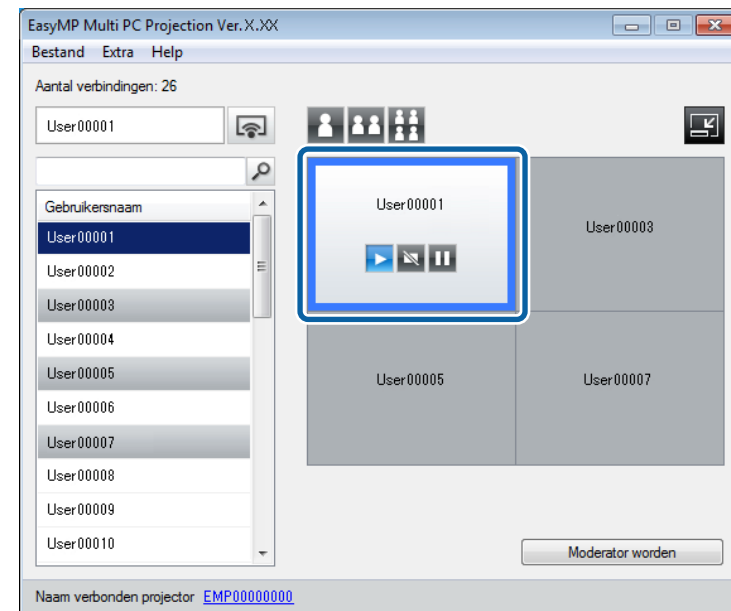 EasyMP Multi PC Projection Ver.X.XX
Bestand Extra Help
Aantal verbindingen: 26
User00001
Gebruikersnaam
User00001
User00002
User00003
User00004
User00005
User00006
User00007
User00008
User00009
User00010
User00001
User00003
User00005
User00007
Moderator worden
Naam verbonden projector EMP00000000